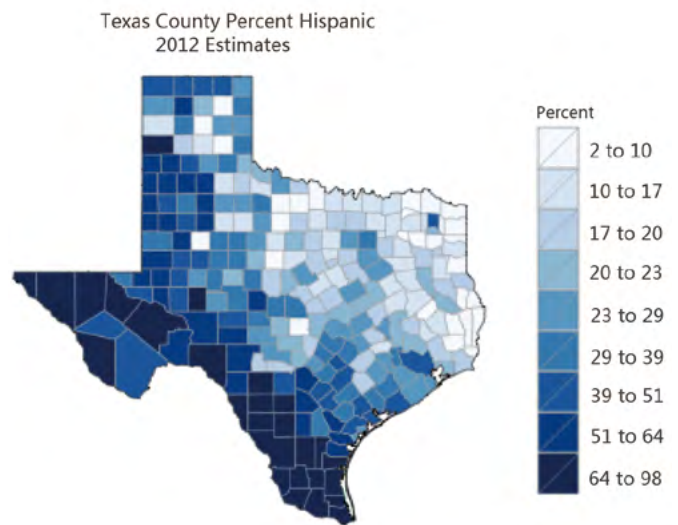 Texas County Percent Hispanic
2012 Estimates
Percent
2 to 10
10 to 17
17 to 20
20 to 23
23 to 29
29 to 39
39 to 51
51 to 64
64 to 98